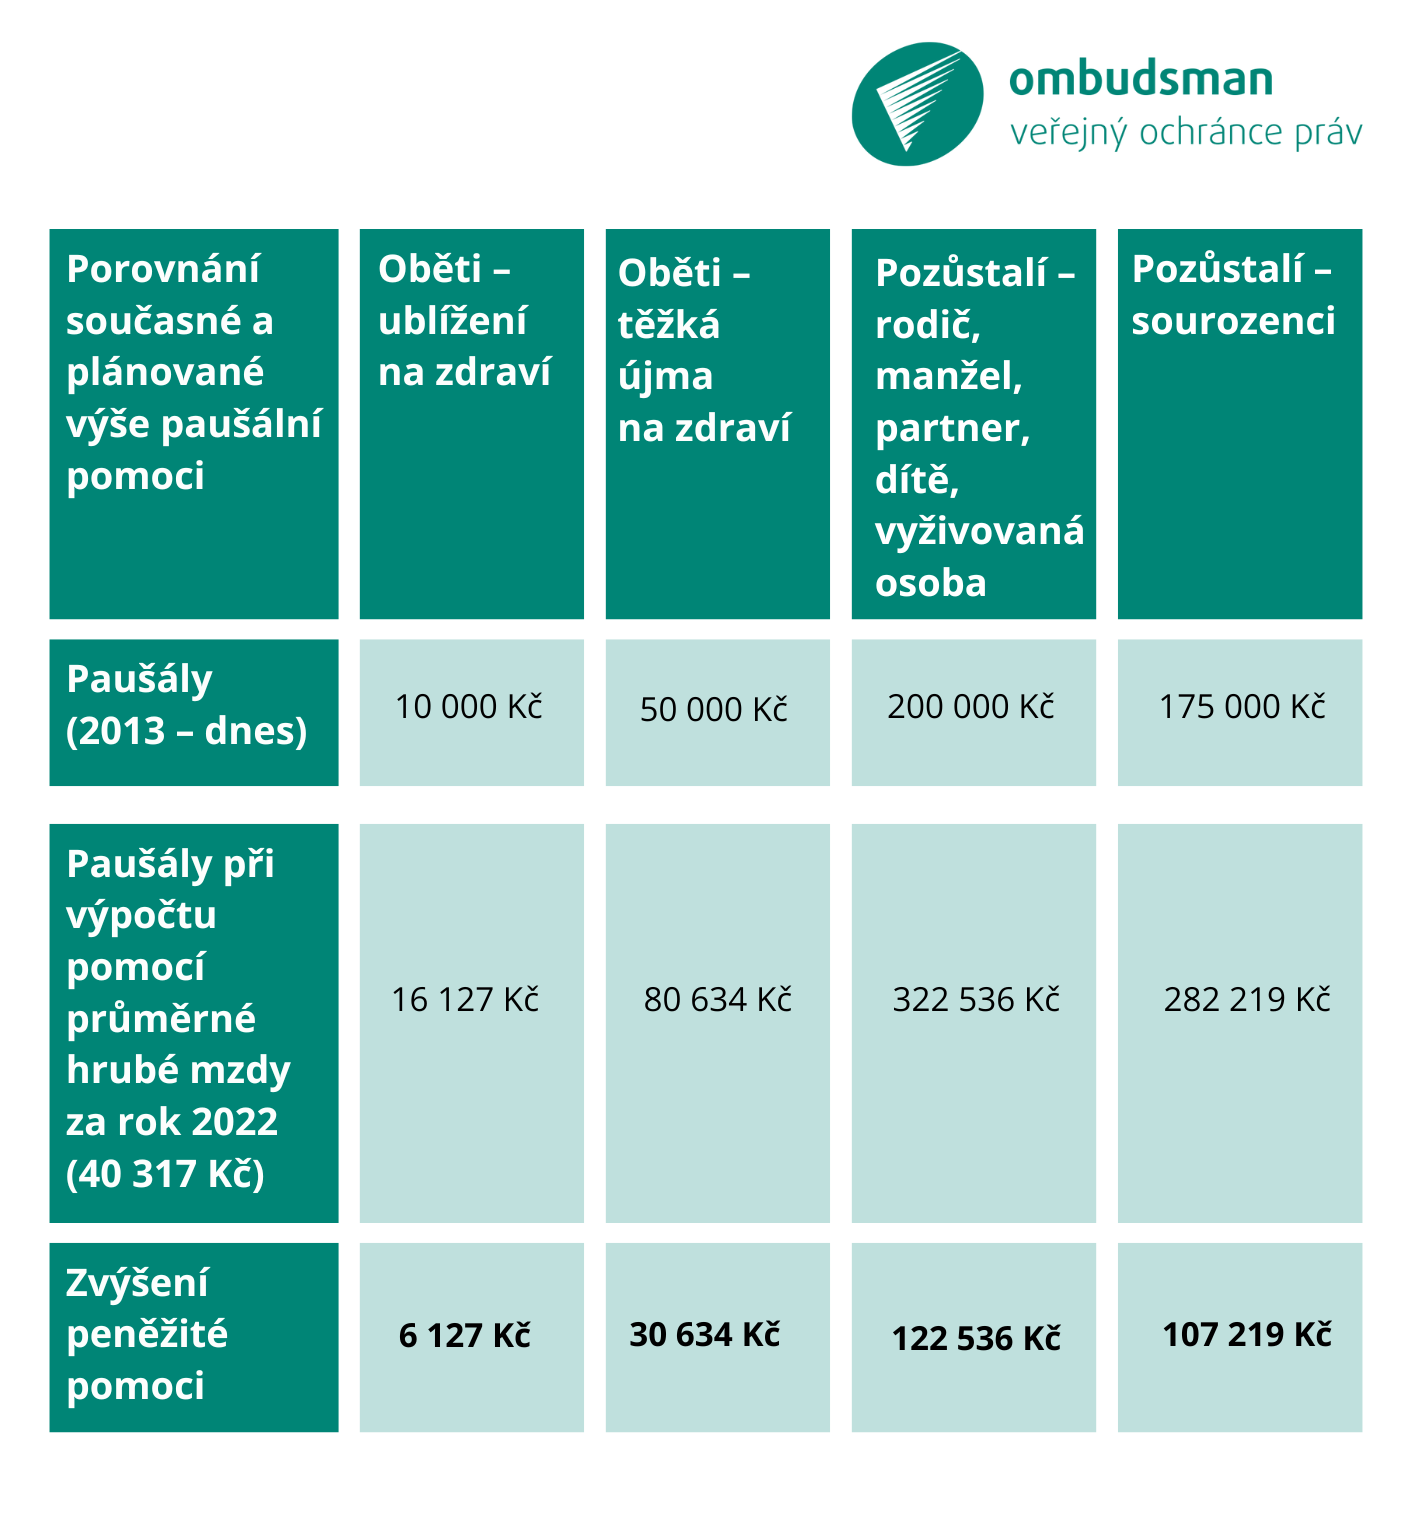 ombudsman
veřejný ochránce práv
Porovnání
současné a
plánované
výše paušální
pomoci
Oběti –
ublížení
na zdraví
Oběti –
těžká
újma
na zdraví
Pozůstalí –
rodič,
manžel,
partner,
dítě,
vyživovaná
osoba
Pozůstalí –
sourozenci
Paušály
(2013 – dnes)
10 000 Kč
50 000 Kč
200 000 Kč
175 000 Kč
Paušály při
výpočtu
pomocí
průměrné
hrubé mzdy
za rok 2022
(40 317 Kč)
16 127 Kč
80 634 Kč
322 536 Kč
282 219 Kč
Zvýšení
peněžité
pomoci
6 127 Kč
30 634 Kč
122 536 Kč
107 219 Kč